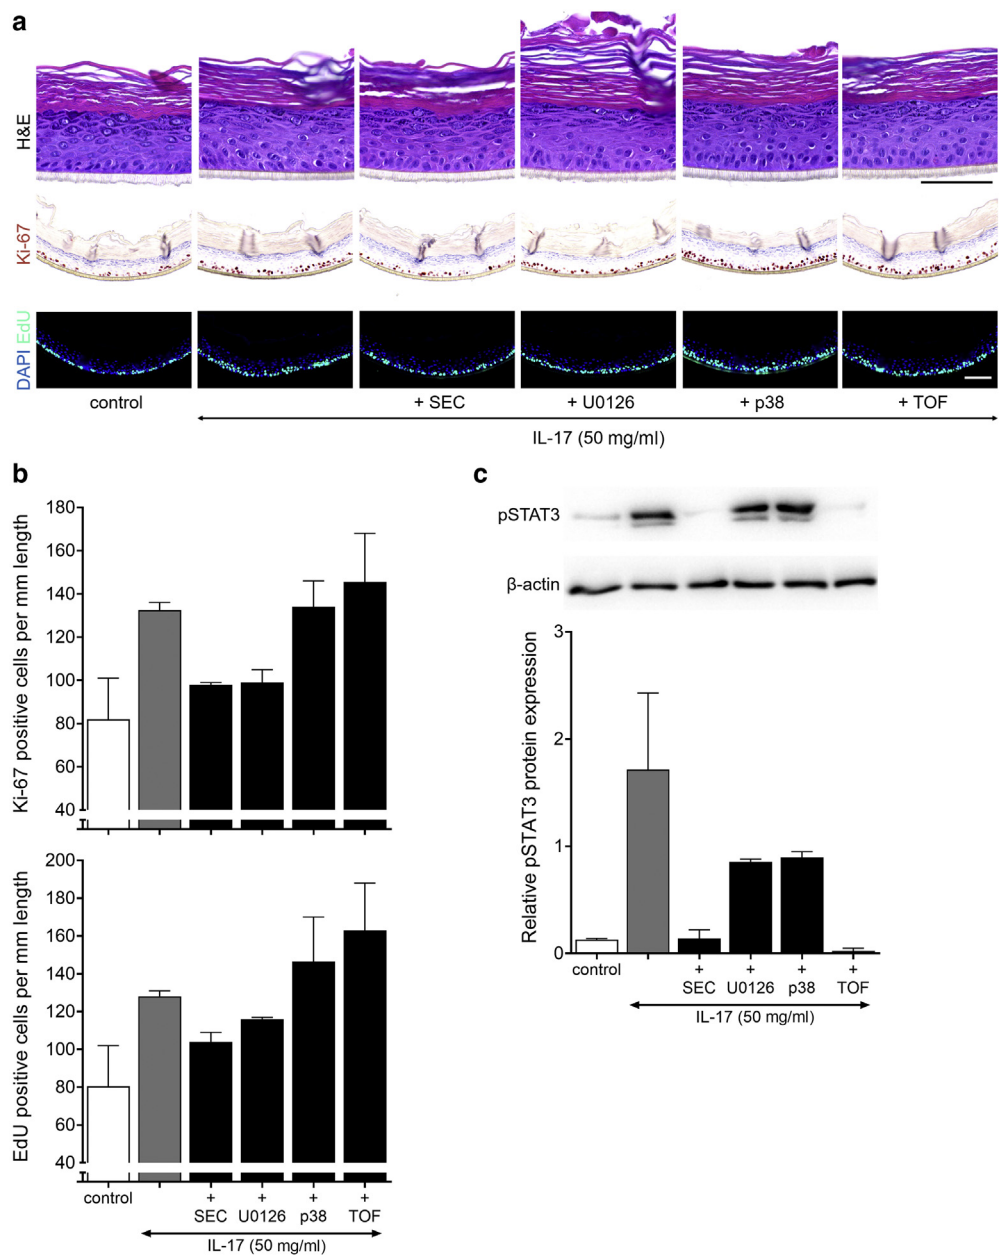 a
H&E
Ki-67
DAPI EdU
control
+ SEC
+ U0126
+ p38
+ TOF
IL-17 (50 mg/ml)
b
Ki-67 positive cells per mm length
180
160
140
120
100
80
60
40
EdU positive cells per mm length
200
180
160
140
120
100
80
60
40
control
+
SEC
+
U0126
+
p38
+
TOF
IL-17 (50 mg/ml)
c
pSTAT3
β-actin
Relative pSTAT3 protein expression
3
2
1
0
control
+
SEC
+
U0126
+
p38
+
TOF
IL-17 (50 mg/ml)